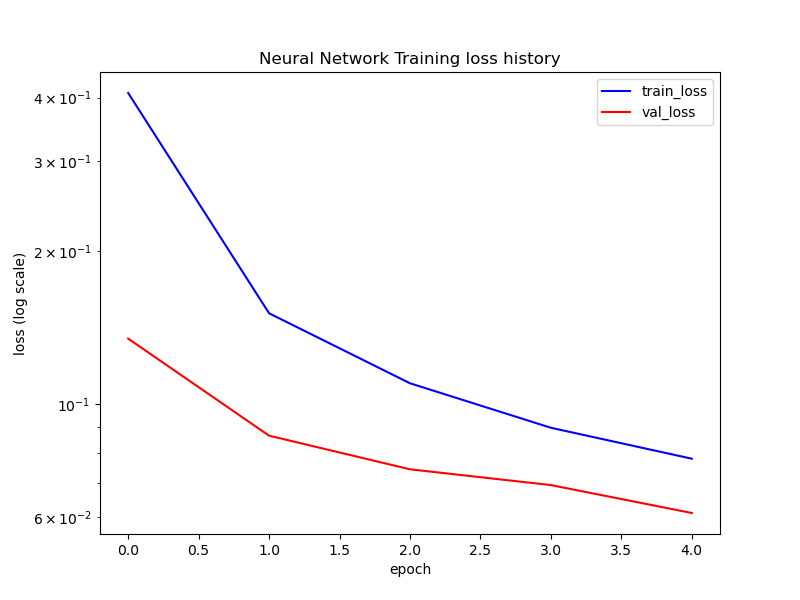 Neural Network Training loss history
train_loss
val_loss
4 × 10⁻¹
3 × 10⁻¹
2 × 10⁻¹
10⁻¹
6 × 10⁻²
loss (log scale)
0.0 0.5 1.0 1.5 2.0 2.5 3.0 3.5 4.0
epoch